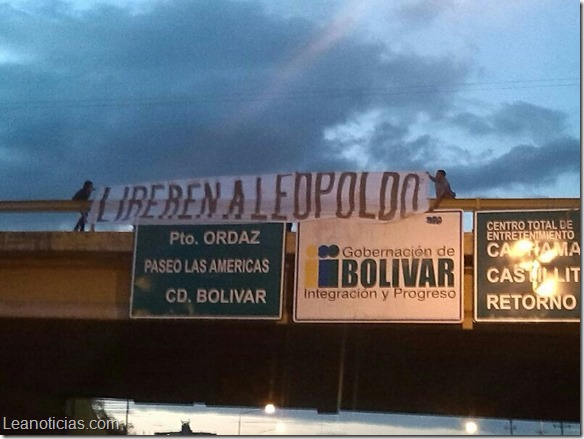 LIBEREN A LEOPOLDO
Pto. ORDAZ
PASEO LAS AMERICAS
CD. BOLIVAR
Gobernación de
BOLIVAR
Integración y Progreso
CENTRO TOTAL DE
ENTRETENIMIENTO
RETORNO
Leanoticias.com